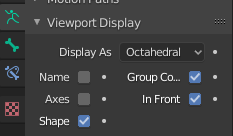 Motion Paths
Viewport Display
Display As Octahedral
Name Group Co...
Axes In Front
Shape